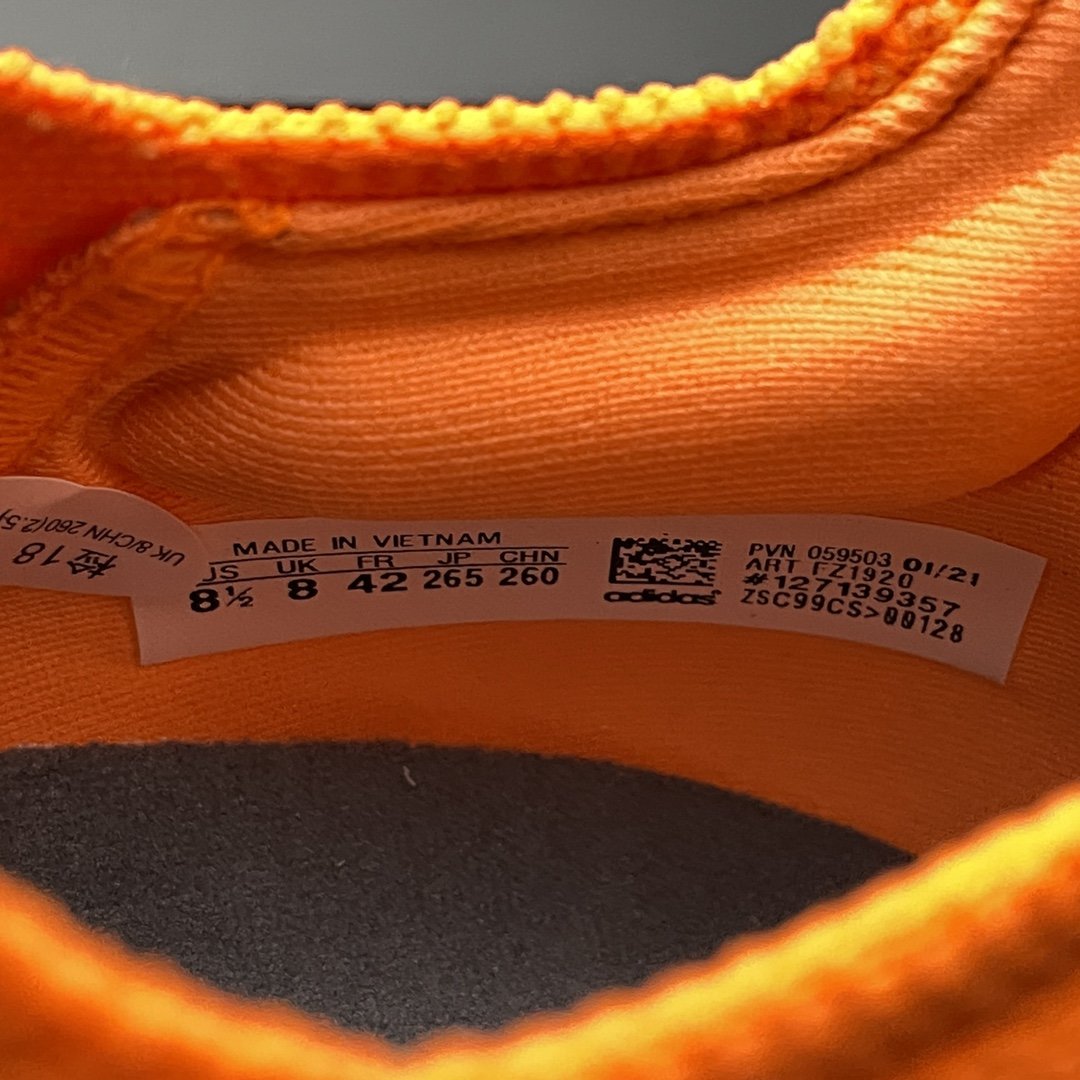 MADE IN VIETNAM
US UK FR JP CHN
8½ 8 42 265 260
adidas
PVN 059503 01/21
ART FZ1920
#127139357
ZSC99CS>00128
UK 8/CHN 260(2.5)
检18